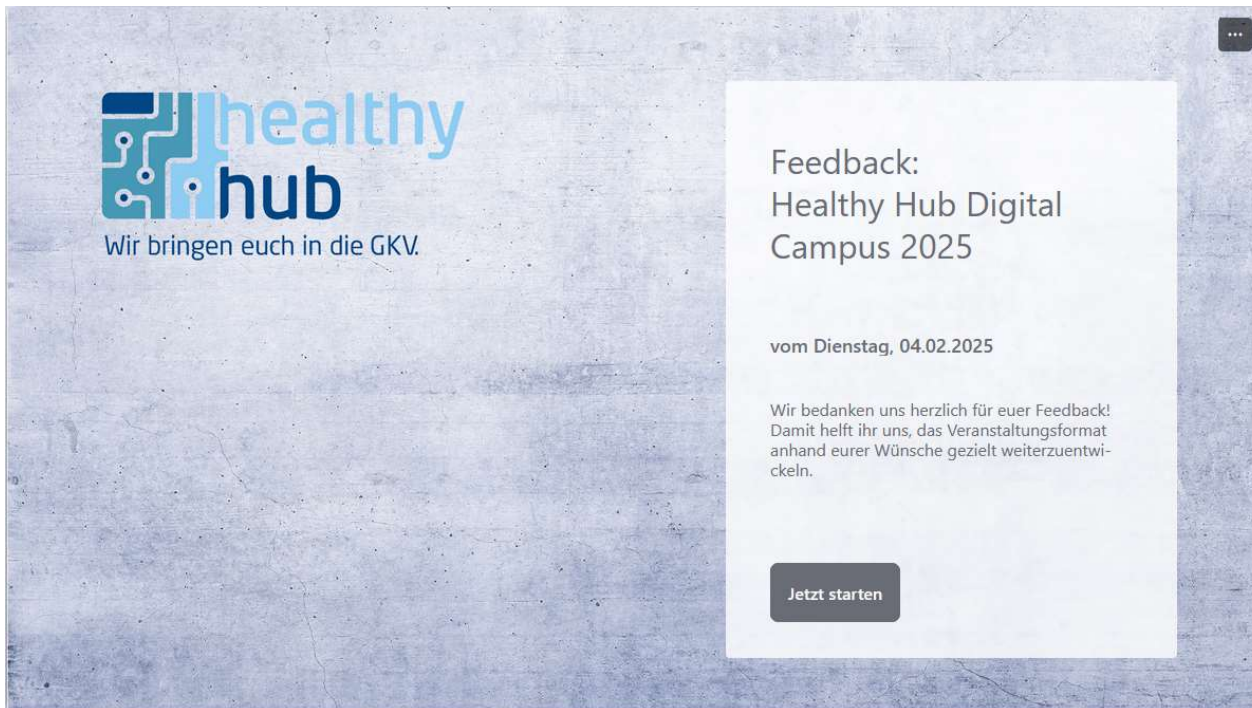 healthy
hub
Wir bringen euch in die GKV.
Feedback:
Healthy Hub Digital
Campus 2025
vom Dienstag, 04.02.2025
Wir bedanken uns herzlich für euer Feedback!
Damit helft ihr uns, das Veranstaltungsformat
anhand eurer Wünsche gezielt weiterzuentwi-
ckeln.
Jetzt starten